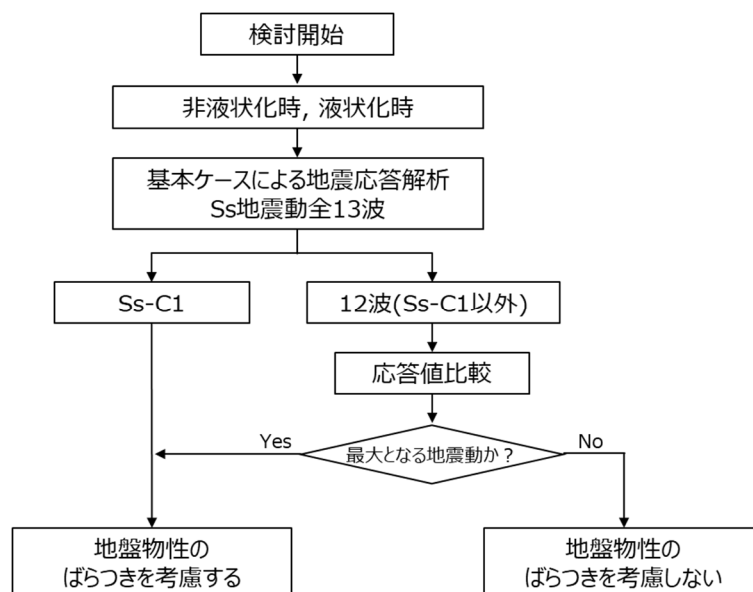 検討開始
非液状化時, 液状化時
基本ケースによる地震応答解析
Ss地震動全13波
Ss-C1
12波(Ss-C1以外)
応答値比較
Yes
最大となる地震動か？
No
地盤物性の
ばらつきを考慮する
地盤物性の
ばらつきを考慮しない